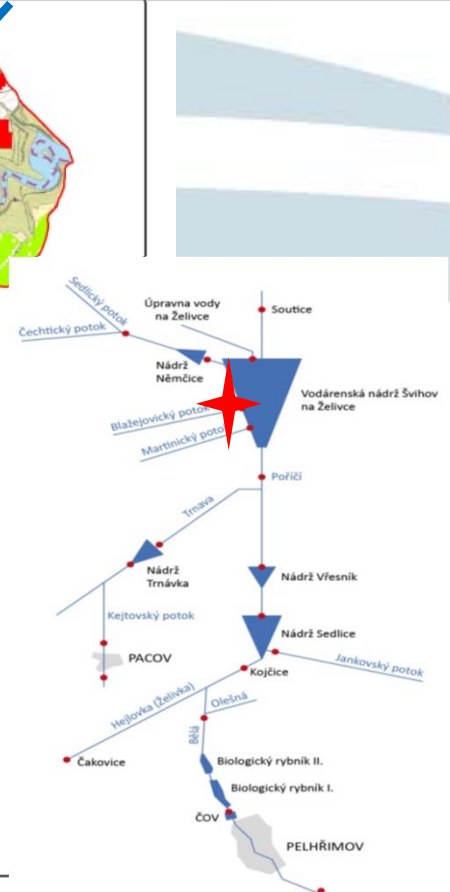 Sedlický potok
Čechtický potok
Úpravna vody
na Želivce
Soutice
Nádrž
Němčice
Vodárenská nádrž Švihov
na Želivce
Blažejovický potok
Martinický potok
Poříčí
Trnava
Nádrž
Trnávka
Nádrž Vřesník
Kejtovský potok
Nádrž Sedlice
PACOV
Jankovský potok
Kojčice
Hejlovka (Želivka)
Olešná
Bělá
Čakovice
Biologický rybník II.
Biologický rybník I.
ČOV
PELHŘIMOV